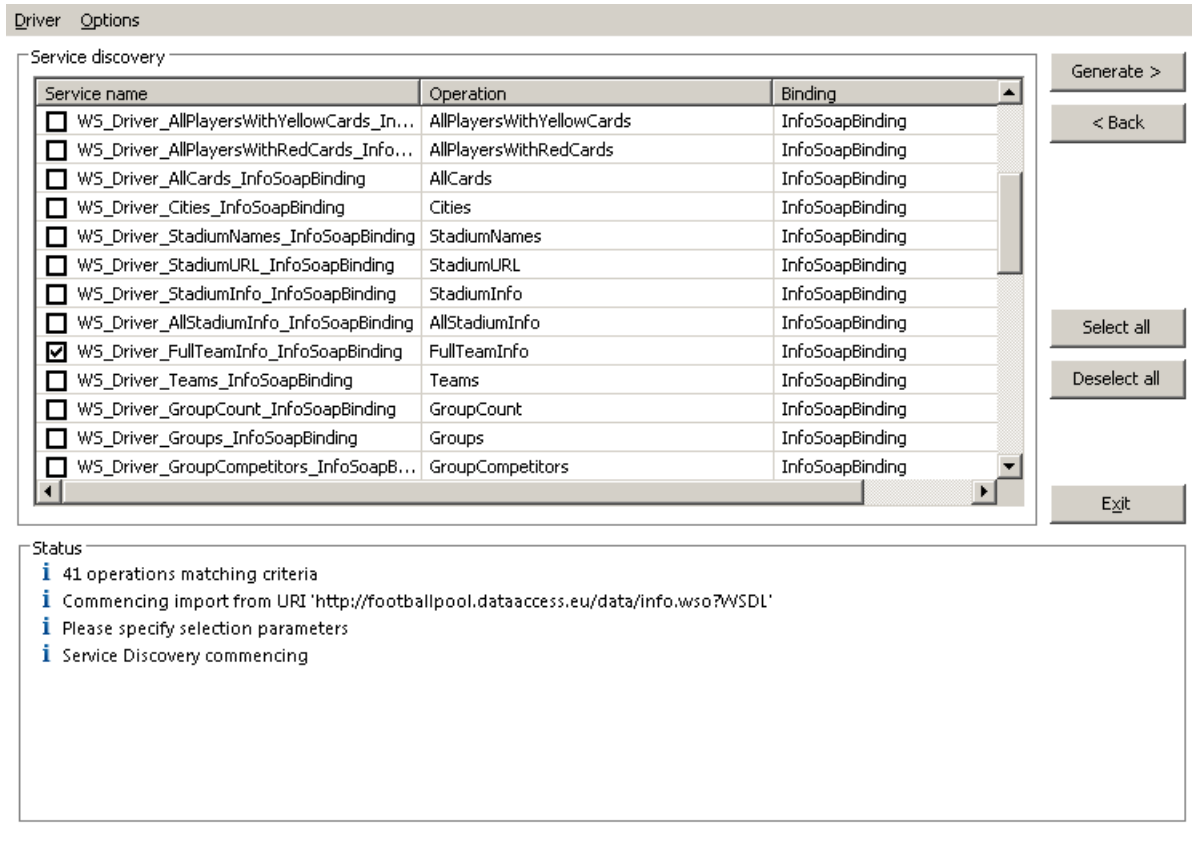 Driver Options
Service discovery
Service name Operation Binding
WS_Driver_AllPlayersWithYellowCards_In... AllPlayersWithYellowCards InfoSoapBinding
WS_Driver_AllPlayersWithRedCards_Info... AllPlayersWithRedCards InfoSoapBinding
WS_Driver_AllCards_InfoSoapBinding AllCards InfoSoapBinding
WS_Driver_Cities_InfoSoapBinding Cities InfoSoapBinding
WS_Driver_StadiumNames_InfoSoapBinding StadiumNames InfoSoapBinding
WS_Driver_StadiumURL_InfoSoapBinding StadiumURL InfoSoapBinding
WS_Driver_StadiumInfo_InfoSoapBinding StadiumInfo InfoSoapBinding
WS_Driver_AllStadiumInfo_InfoSoapBinding AllStadiumInfo InfoSoapBinding
WS_Driver_FullTeamInfo_InfoSoapBinding FullTeamInfo InfoSoapBinding
WS_Driver_Teams_InfoSoapBinding Teams InfoSoapBinding
WS_Driver_GroupCount_InfoSoapBinding GroupCount InfoSoapBinding
WS_Driver_Groups_InfoSoapBinding Groups InfoSoapBinding
WS_Driver_GroupCompetitors_InfoSoapB... GroupCompetitors InfoSoapBinding
Generate >
< Back
Select all
Deselect all
Exit
Status
41 operations matching criteria
Commencing import from URI 'http://footballpool.dataaccess.eu/data/info.wso?WSDL'
Please specify selection parameters
Service Discovery commencing